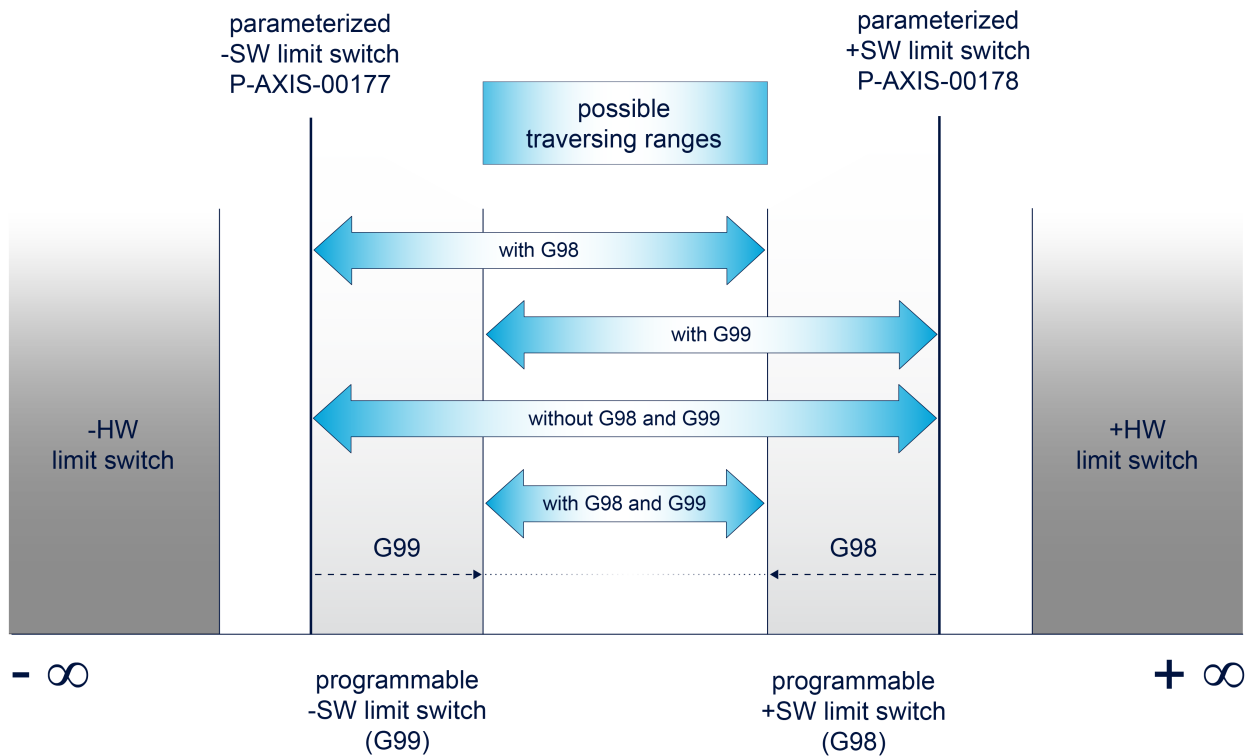 parameterized
-SW limit switch
P-AXIS-00177
parameterized
+SW limit switch
P-AXIS-00178
possible
traversing ranges
with G98
with G99
without G98 and G99
-HW
limit switch
+HW
limit switch
with G98 and G99
G99
G98
- ∞
+ ∞
programmable
-SW limit switch
(G99)
programmable
+SW limit switch
(G98)